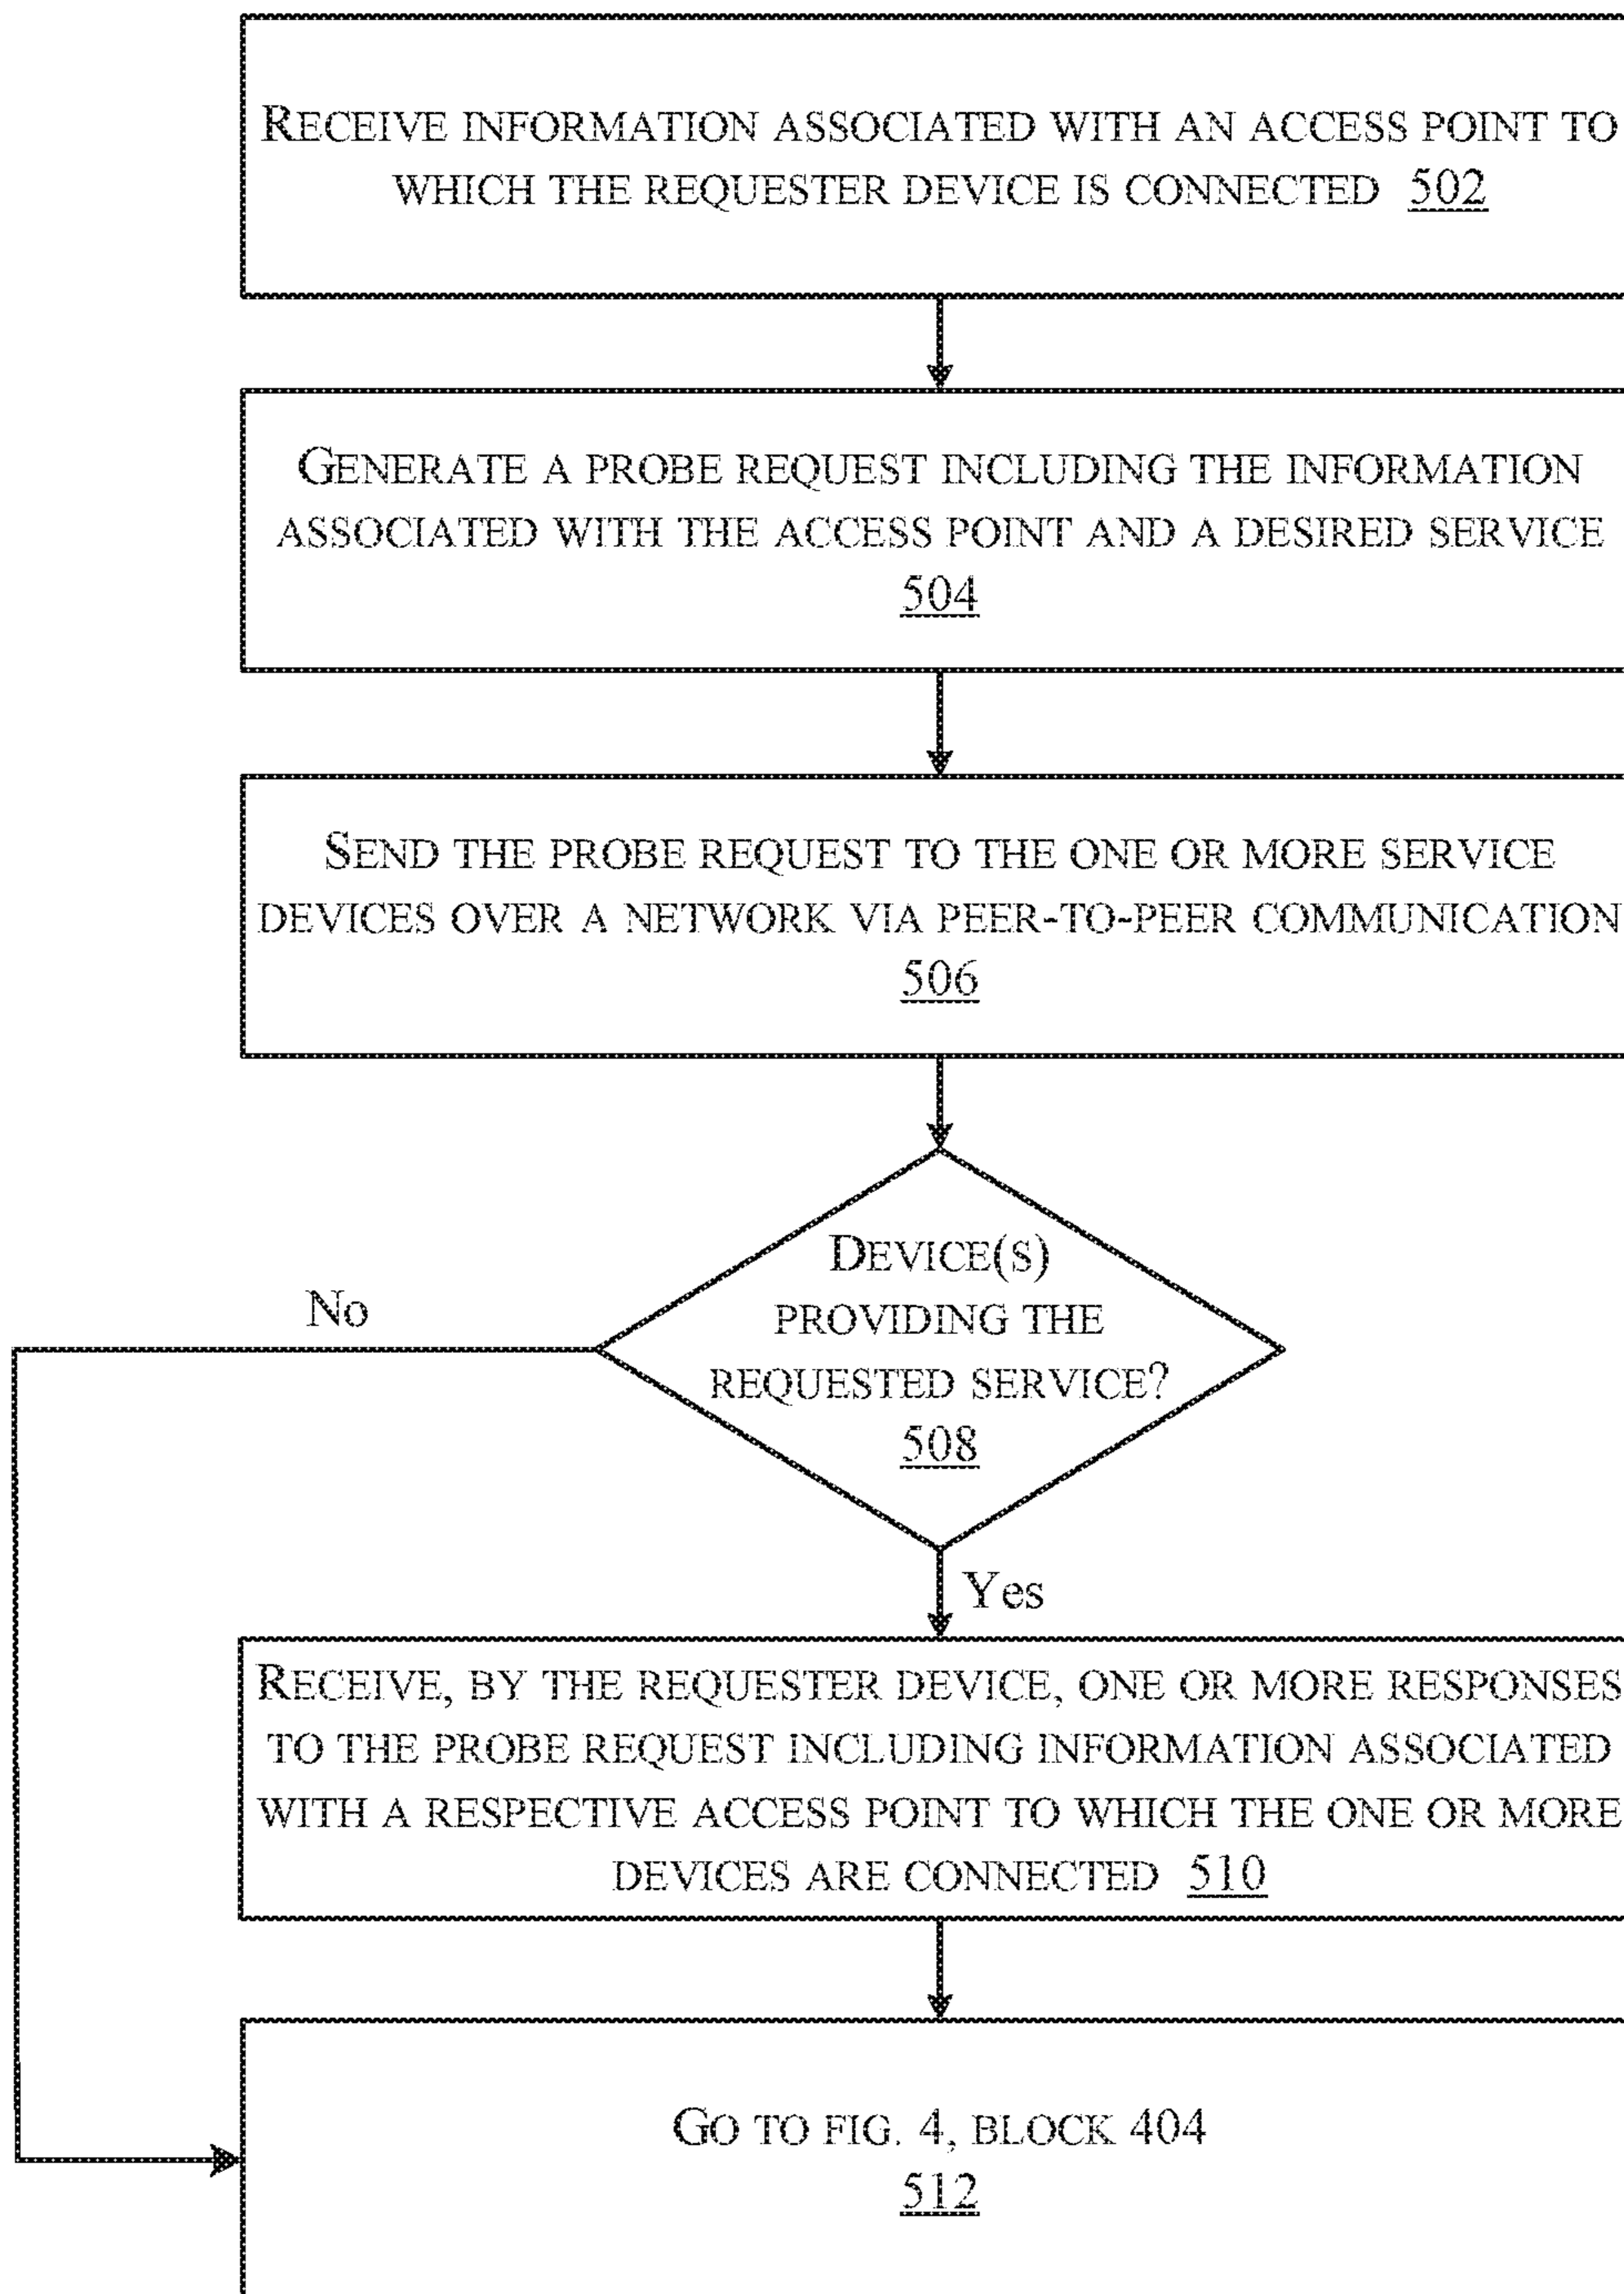 RECEIVE INFORMATION ASSOCIATED WITH AN ACCESS POINT TO
WHICH THE REQUESTER DEVICE IS CONNECTED 502
GENERATE A PROBE REQUEST INCLUDING THE INFORMATION
ASSOCIATED WITH THE ACCESS POINT AND A DESIRED SERVICE
504
SEND THE PROBE REQUEST TO THE ONE OR MORE SERVICE
DEVICES OVER A NETWORK VIA PEER-TO-PEER COMMUNICATION
506
DEVICE(S)
PROVIDING THE
REQUESTED SERVICE?
508
No
Yes
RECEIVE, BY THE REQUESTER DEVICE, ONE OR MORE RESPONSES
TO THE PROBE REQUEST INCLUDING INFORMATION ASSOCIATED
WITH A RESPECTIVE ACCESS POINT TO WHICH THE ONE OR MORE
DEVICES ARE CONNECTED 510
GO TO FIG. 4, BLOCK 404
512